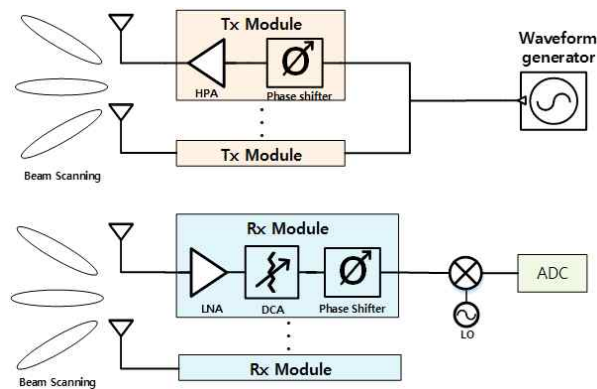 Tx Module
HPA
Phase shifter
Tx Module
Beam Scanning
Waveform
generator
Rx Module
LNA
DCA
Phase Shifter
LO
ADC
Rx Module
Beam Scanning